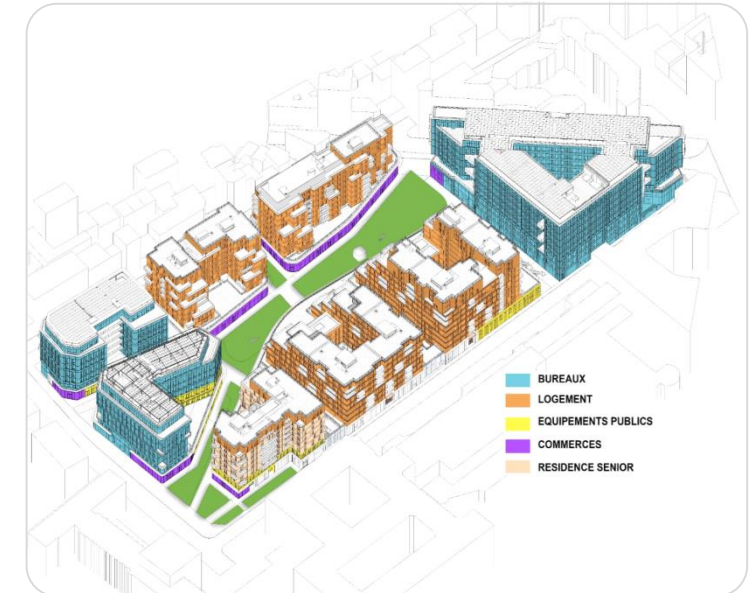 BUREAUX
LOGEMENT
EQUIPEMENTS PUBLICS
COMMERCES
RESIDENCE SENIOR